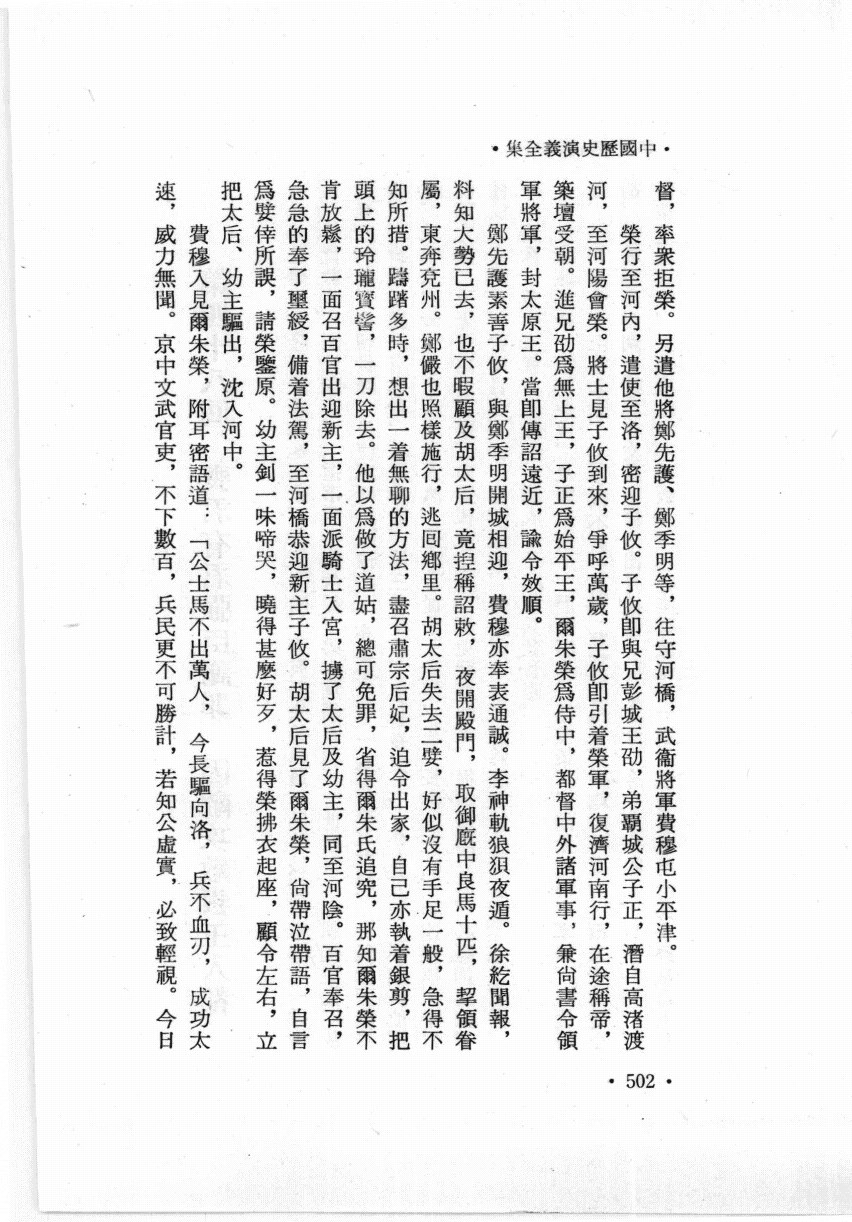 •中國歷史演義全集•
督，率衆拒榮。另遣他將鄭先護、鄭季明等，往守河橋，武衞將軍費穆屯小平津。
榮行至河內，遣使至洛，密迎子攸。子攸卽與兄彭城王劭，弟霸城公子正，潛自高渚渡
河，至河陽會榮。將士見子攸到來，爭呼萬歲，子攸卽引着榮軍，復濟河南行，在途稱帝，
築壇受朝。進兄劭爲無上王，子正爲始平王，爾朱榮爲侍中，都督中外諸軍事，兼尚書令領
軍將軍，封太原王。當卽傳詔遠近，諭令效順。
鄭先護素善子攸，與鄭季明開城相迎，費穆亦奉表通誠。李神軌狼狽夜遁。徐紇聞報，
料知大勢已去，也不暇顧及胡太后，竟揑稱詔敕，夜開殿門，取御廐中良馬十匹，挈領眷
屬，東奔兗州。鄭儼也照樣施行，逃囘鄉里。胡太后失去二嬖，好似沒有手足一般，急得不
知所措。躊躇多時，想出一着無聊的方法，盡召肅宗后妃，迫令出家，自己亦執着銀剪，把
頭上的玲瓏寶髻，一刀除去。他以爲做了道姑，總可免罪，省得爾朱氏追究，那知爾朱榮不
肯放鬆，一面召百官出迎新主，一面派騎士入宮，擄了太后及幼主，同至河陰。百官奉召，
急急的奉了璽綬，備着法駕，至河橋恭迎新主子攸。胡太后見了爾朱榮，尙帶泣帶語，自言
爲嬖倖所誤，請榮鑒原。幼主釗一味啼哭，曉得甚麼好歹，惹得榮拂衣起座，顧令左右，立
把太后、幼主驅出，沈入河中。
費穆入見爾朱榮，附耳密語道：「公士馬不出萬人，今長驅向洛，兵不血刃，成功太
速，威力無聞。京中文武官吏，不下數百，兵民更不可勝計，若知公虛實，必致輕視。今日
•502•